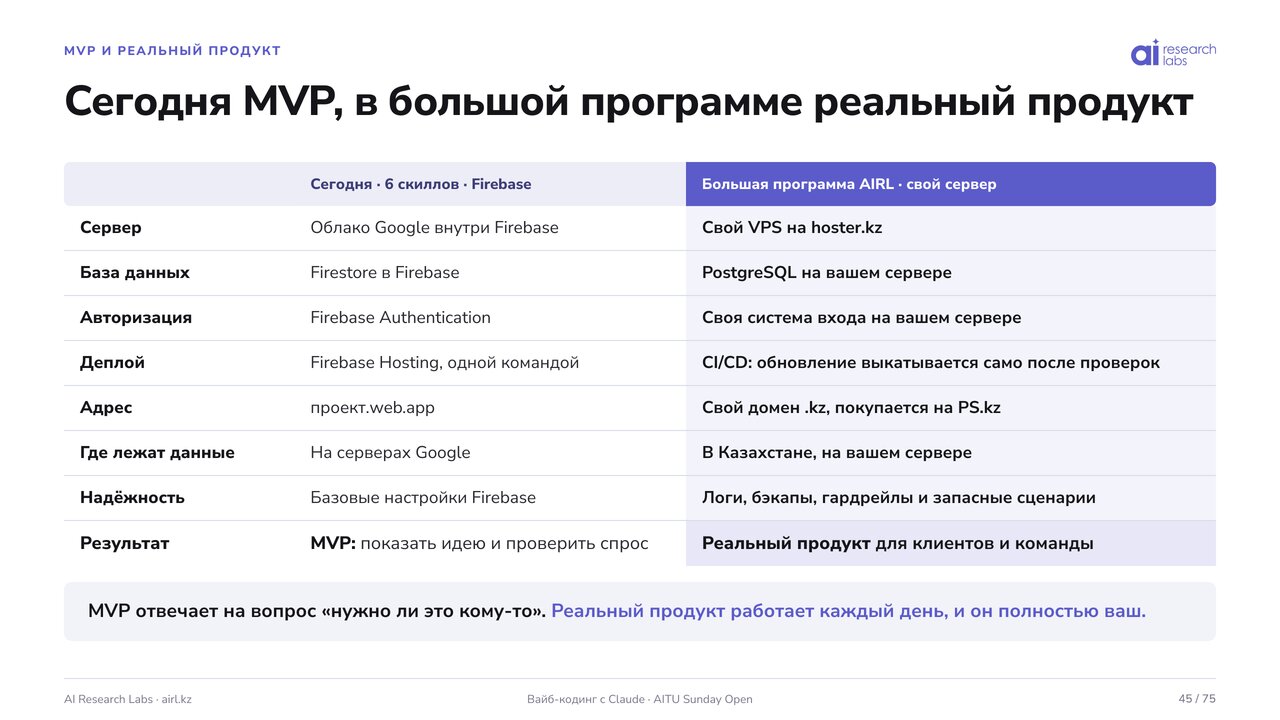 MVP И РЕАЛЬНЫЙ ПРОДУКТ
ai research labs
Сегодня MVP, в большой программе реальный продукт
Сегодня · 6 скиллов · Firebase
Большая программа AIRL · свой сервер
Сервер
Облако Google внутри Firebase
Свой VPS на hoster.kz
База данных
Firestore в Firebase
PostgreSQL на вашем сервере
Авторизация
Firebase Authentication
Своя система входа на вашем сервере
Деплой
Firebase Hosting, одной командой
CI/CD: обновление выкатывается само после проверок
Адрес
проект.web.app
Свой домен .kz, покупается на PS.kz
Где лежат данные
На серверах Google
В Казахстане, на вашем сервере
Надёжность
Базовые настройки Firebase
Логи, бэкапы, гардрейлы и запасные сценарии
Результат
MVP: показать идею и проверить спрос
Реальный продукт для клиентов и команды
MVP отвечает на вопрос «нужно ли это кому-то». Реальный продукт работает каждый день, и он полностью ваш.
AI Research Labs · airl.kz
Вайб-кодинг с Claude · AITU Sunday Open
45 / 75